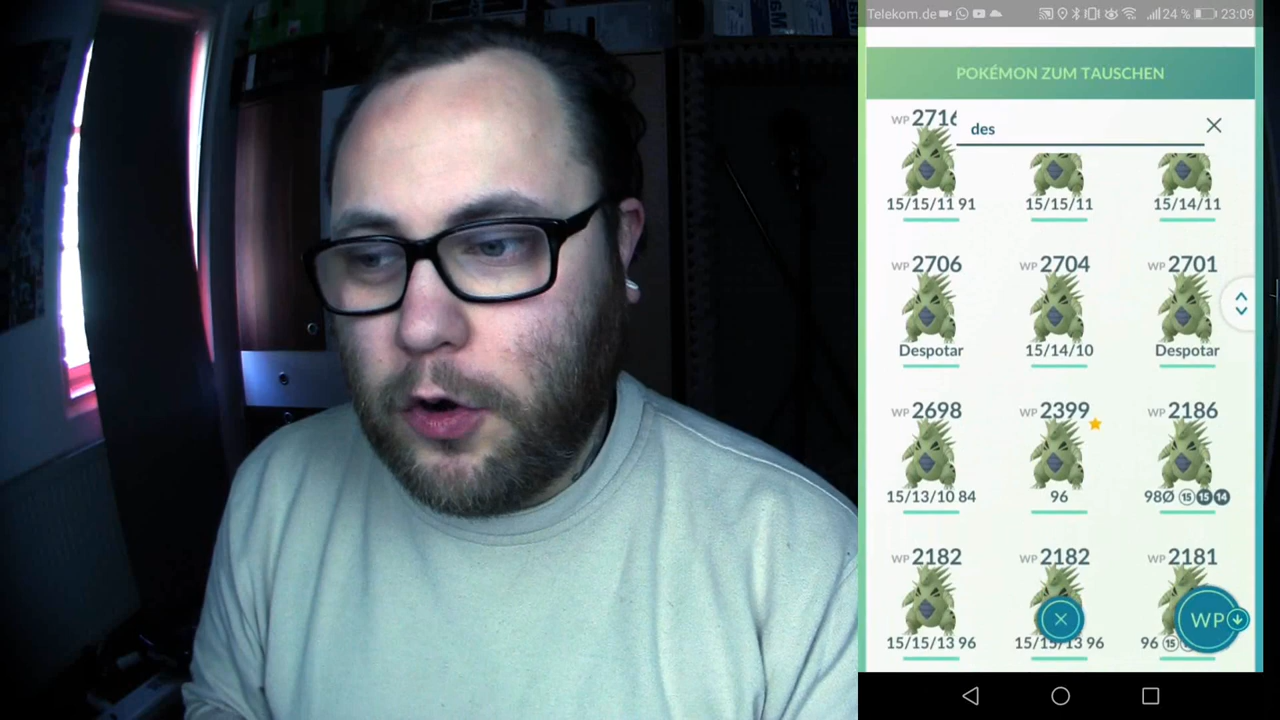 Telekom.de 24 % 23:09
POKÉMON ZUM TAUSCHEN
des
WP 2716
15/15/11 91 15/15/11 15/14/11
WP 2706 WP 2704 WP 2701
Despotar 15/14/10 Despotar
WP 2698 WP 2399 WP 2186
15/13/10 84 96 98Ø 15 15 14
WP 2182 WP 2182 WP 2181
15/15/13 96 15/15/13 96 96 15
WP